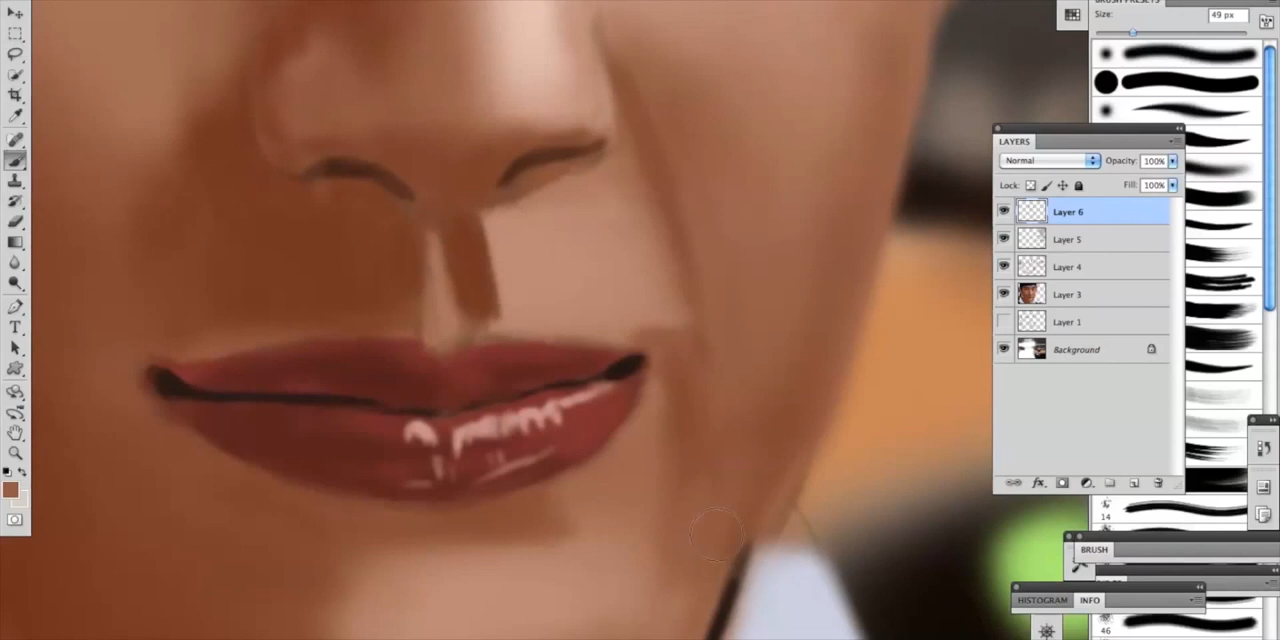 BRUSH PRESETS
Size:
49 px
LAYERS
Normal
Opacity: 100%
Lock:
Fill: 100%
Layer 6
Layer 5
Layer 4
Layer 3
Layer 1
Background
fx
14
BRUSH
HISTOGRAM
INFO
46